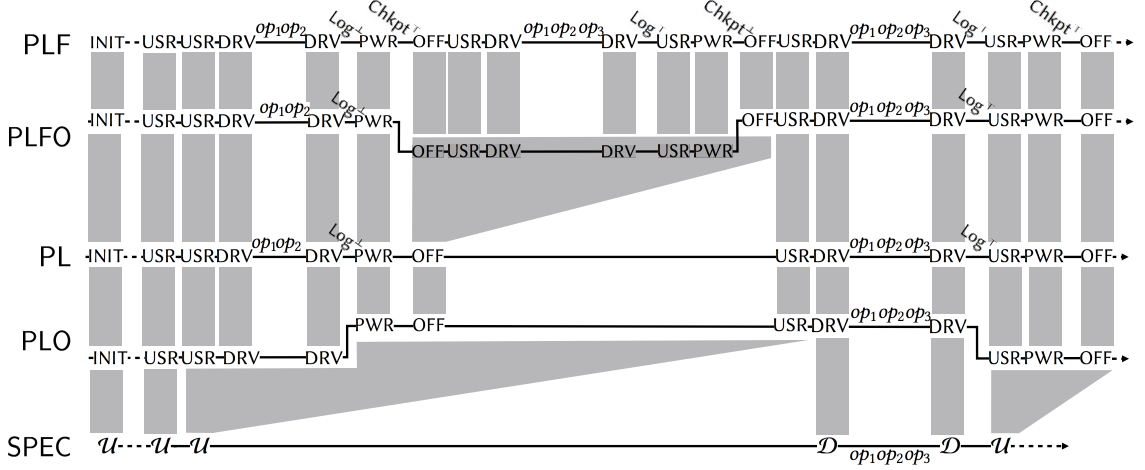 Log⊥ Chkpt⊤ Log⊥ Chkpt⊥ Log⊤ Chkpt⊤
PLF INIT USR USR DRV op₁op₂ DRV PWR OFF USR DRV op₁op₂op₃ DRV USR PWR OFF USR DRV op₁op₂op₃ DRV USR PWR OFF
Log⊥ Log⊤
PLFO INIT USR USR DRV op₁op₂ DRV PWR OFF USR DRV op₁op₂op₃ DRV USR PWR OFF
OFF USR DRV DRV USR PWR
Log⊥ Log⊤
PL INIT USR USR DRV op₁op₂ DRV PWR OFF USR DRV op₁op₂op₃ DRV USR PWR OFF
PWR OFF USR DRV op₁op₂op₃ DRV
PLO INIT USR USR DRV DRV USR PWR OFF
SPEC 𝒰 𝒰 𝒰 𝒟 op₁op₂op₃ 𝒟 𝒰